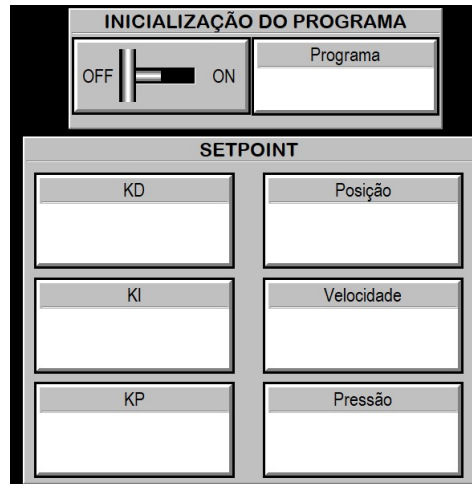 INICIALIZAÇÃO DO PROGRAMA
OFF ON
Programa
SETPOINT
KD
Posição
KI
Velocidade
KP
Pressão